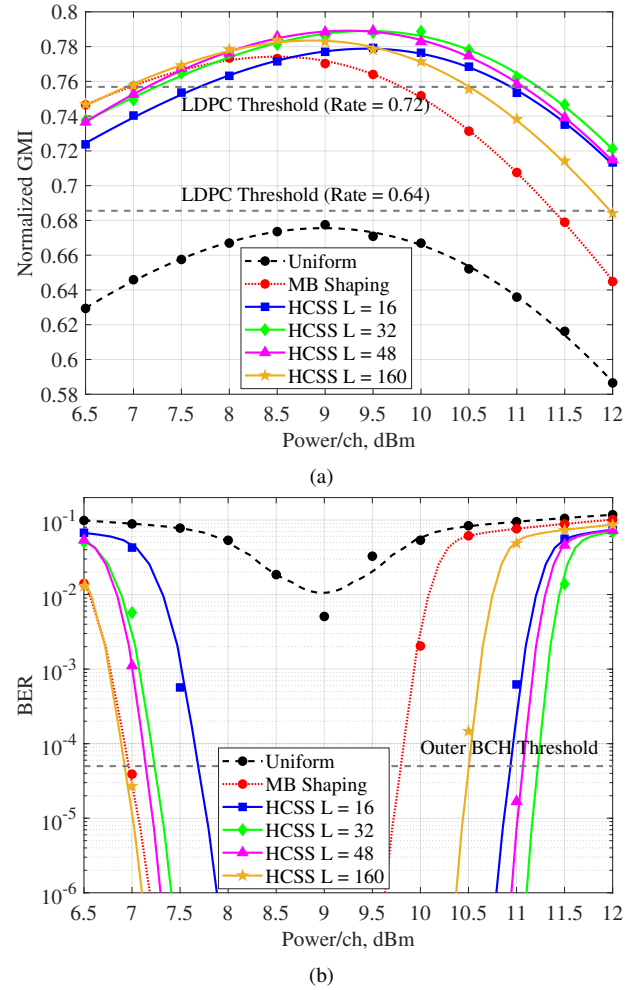 0.8
0.78
0.76
0.74
0.72
0.7
0.68
0.66
0.64
0.62
0.6
0.58
Normalized GMI
LDPC Threshold (Rate = 0.72)
LDPC Threshold (Rate = 0.64)
Uniform
MB Shaping
HCSS L = 16
HCSS L = 32
HCSS L = 48
HCSS L = 160
6.5 7 7.5 8 8.5 9 9.5 10 10.5 11 11.5 12
Power/ch, dBm
(a)
10⁻¹
10⁻²
10⁻³
10⁻⁴
10⁻⁵
10⁻⁶
BER
Outer BCH Threshold
Uniform
MB Shaping
HCSS L = 16
HCSS L = 32
HCSS L = 48
HCSS L = 160
6.5 7 7.5 8 8.5 9 9.5 10 10.5 11 11.5 12
Power/ch, dBm
(b)